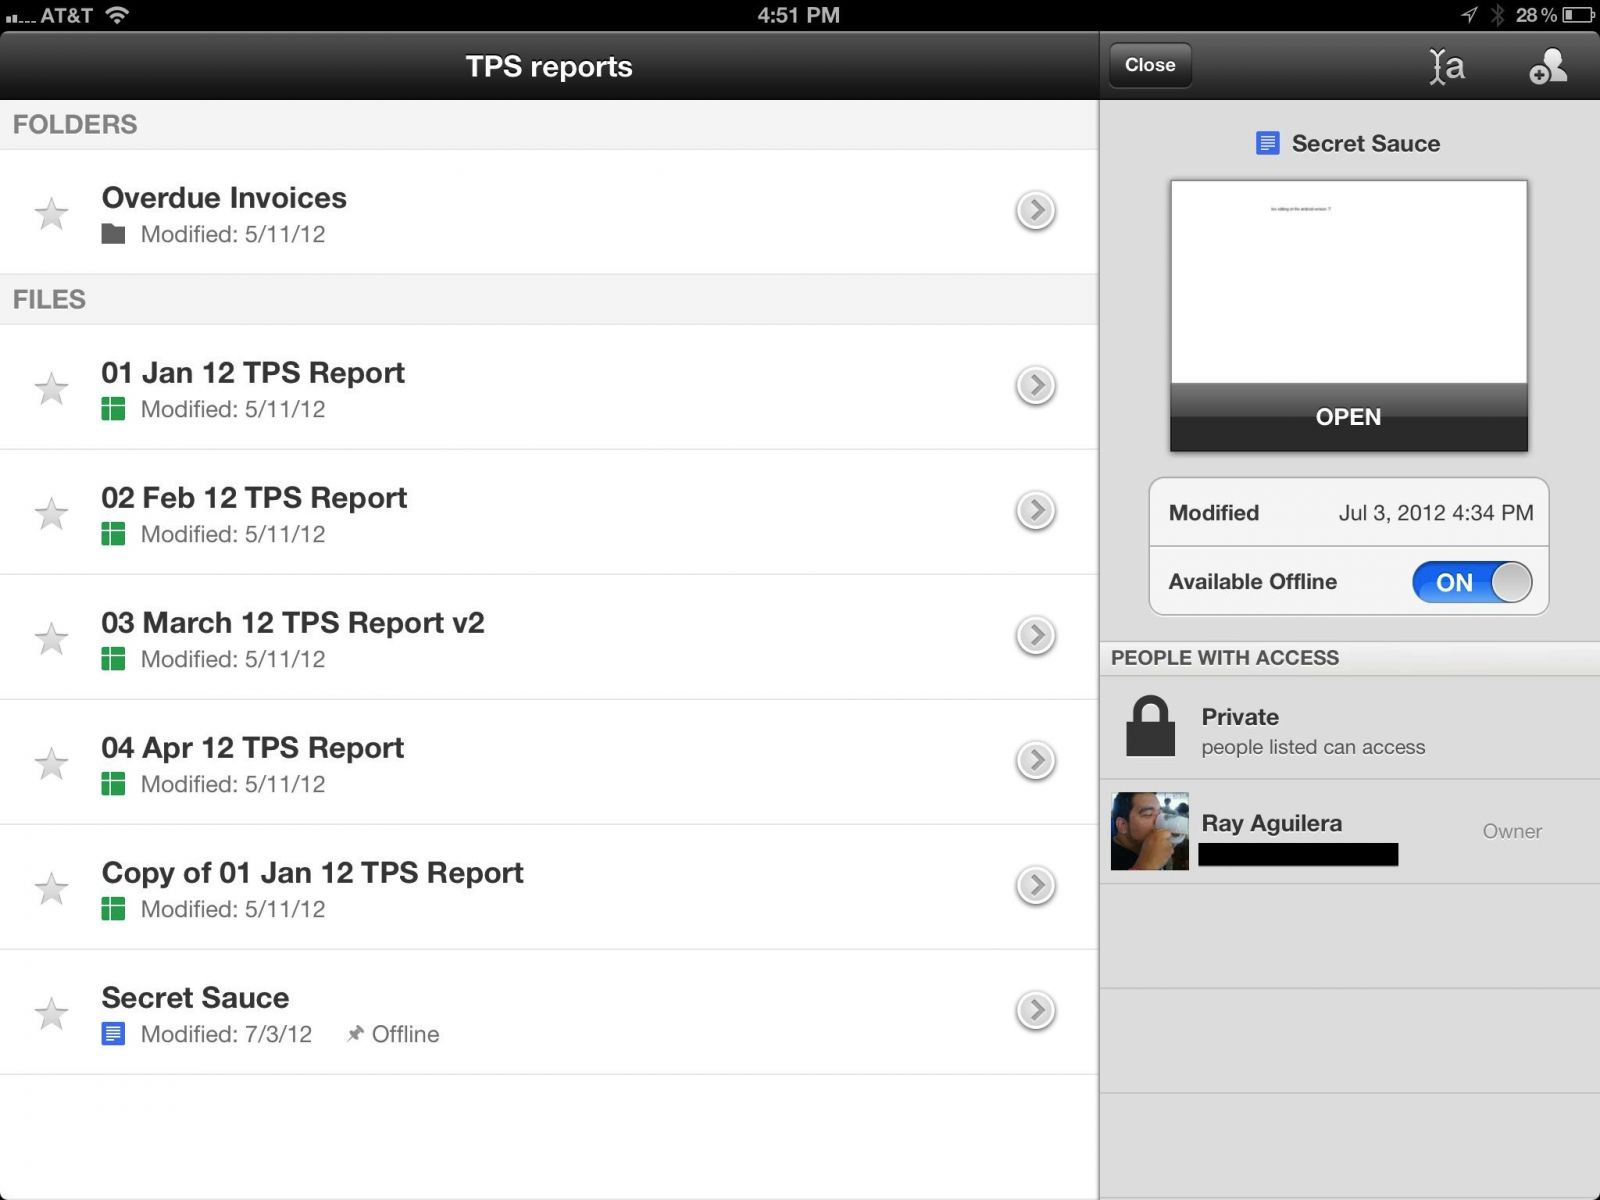 AT&T
4:51 PM
28%
TPS reports
Close
a
FOLDERS
Overdue Invoices
Modified: 5/11/12
FILES
01 Jan 12 TPS Report
Modified: 5/11/12
02 Feb 12 TPS Report
Modified: 5/11/12
03 March 12 TPS Report v2
Modified: 5/11/12
04 Apr 12 TPS Report
Modified: 5/11/12
Copy of 01 Jan 12 TPS Report
Modified: 5/11/12
Secret Sauce
Modified: 7/3/12 Offline
Secret Sauce
OPEN
Modified Jul 3, 2012 4:34 PM
Available Offline ON
PEOPLE WITH ACCESS
Private
people listed can access
Ray Aguilera
Owner